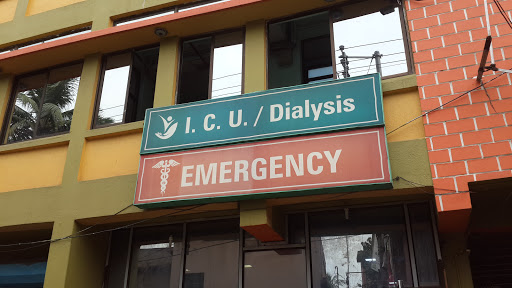 I. C. U. / Dialysis
EMERGENCY